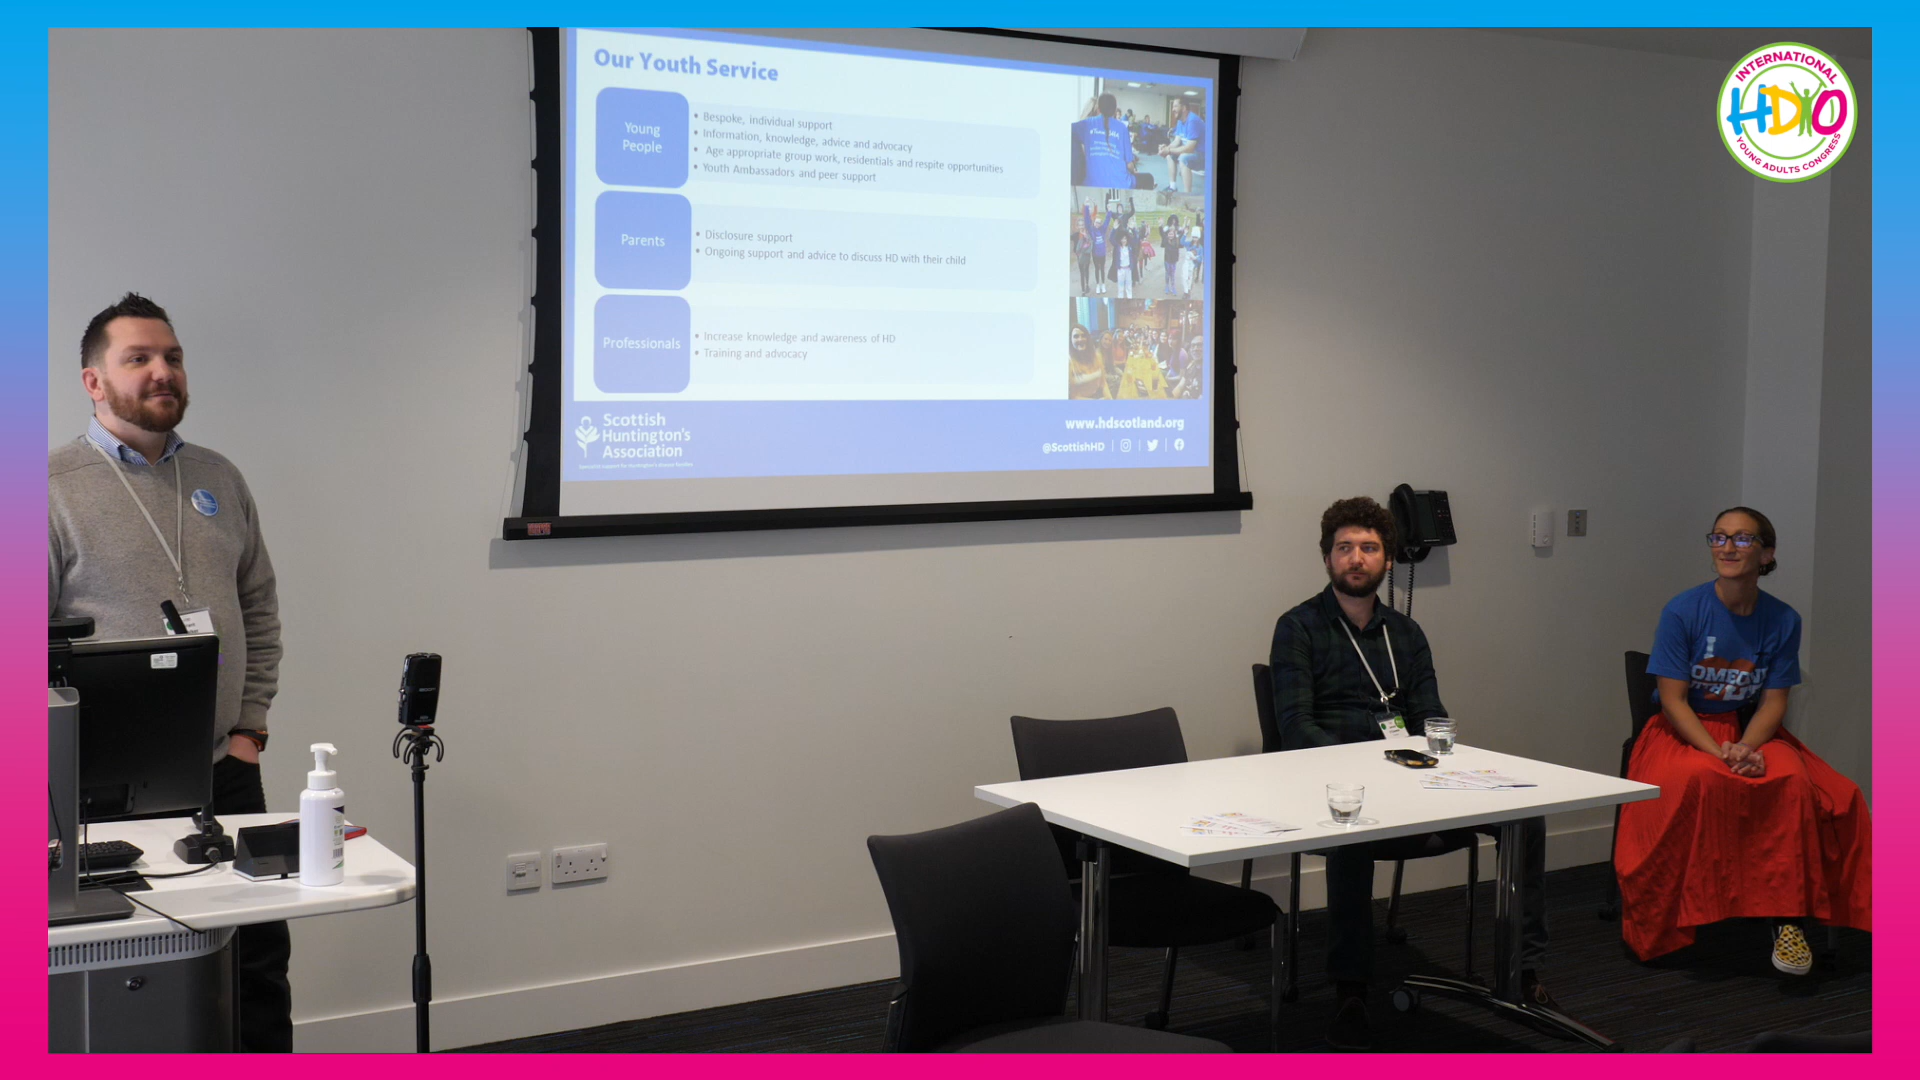 Our Youth Service
Young
People
• Bespoke, individual support
• Information, knowledge, advice and advocacy
• Age appropriate group work, residentials and respite opportunities
• Youth Ambassadors and peer support
Parents
• Disclosure support
• Ongoing support and advice to discuss HD with their child
Professionals
• Increase knowledge and awareness of HD
• Training and advocacy
Scottish
Huntington's
Association
www.hdscotland.org
@ScottishHD
INTERNATIONAL
HDYO
YOUNG ADULTS CONGRESS
I